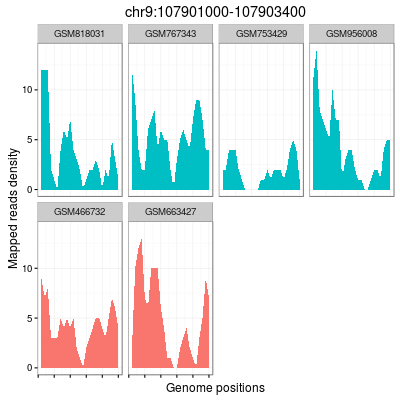 chr9:107901000-107903400
GSM818031 GSM767343 GSM753429 GSM956008
10
5
0
Mapped reads density
GSM466732 GSM663427
10
5
0
Genome positions